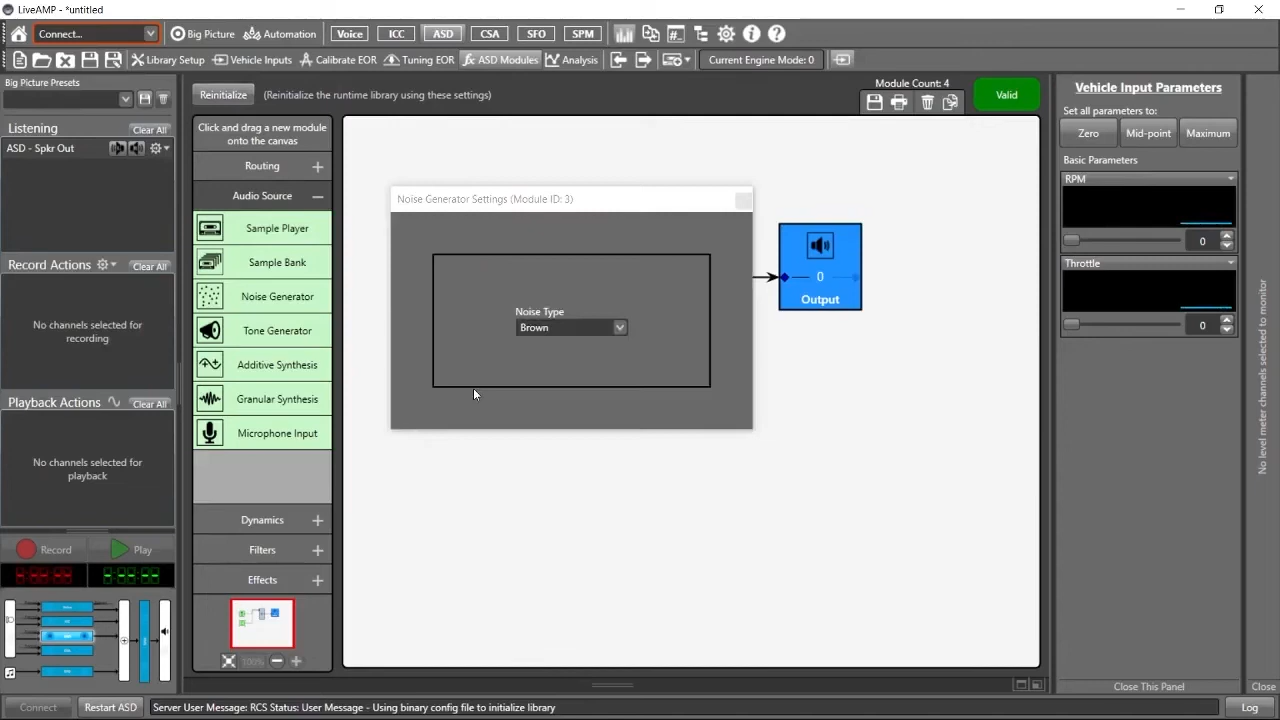 LiveAMP - *untitled
Connect...
Big Picture
Automation
Voice
ICC
ASD
CSA
SFO
SPM
Library Setup
Vehicle Inputs
Calibrate EOR
Tuning EOR
fx ASD Modules
Analysis
Current Engine Mode: 0
Big Picture Presets
Listening
Clear All
ASD - Spkr Out
Record Actions
Clear All
No channels selected for
recording
Playback Actions
Clear All
No channels selected for
playback
Record
Play
Reinitialize
(Reinitialize the runtime library using these settings)
Module Count: 4
Valid
Click and drag a new module
onto the canvas
Routing
Audio Source
Sample Player
Sample Bank
Noise Generator
Tone Generator
Additive Synthesis
Granular Synthesis
Microphone Input
Dynamics
Filters
Effects
100%
Noise Generator Settings (Module ID: 3)
Noise Type
Brown
0
Output
Vehicle Input Parameters
Set all parameters to:
Zero
Mid-point
Maximum
Basic Parameters
RPM
0
Throttle
0
Close This Panel
No level meter channels selected to monitor
Close
Connect
Restart ASD
Server User Message: RCS Status: User Message - Using binary config file to initialize library
Log